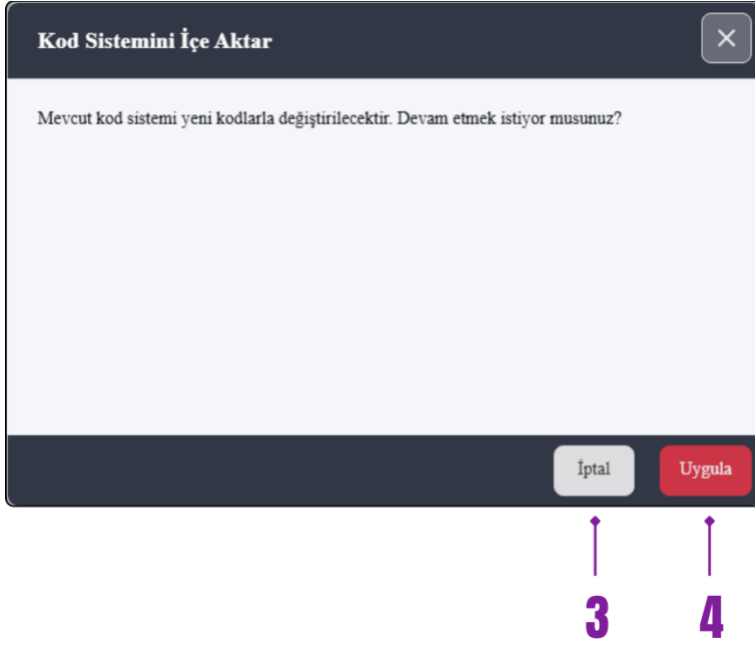 Kod Sistemini İçe Aktar
Mevcut kod sistemi yeni kodlarla değiştirilecektir. Devam etmek istiyor musunuz?
İptal
Uygula
3
4